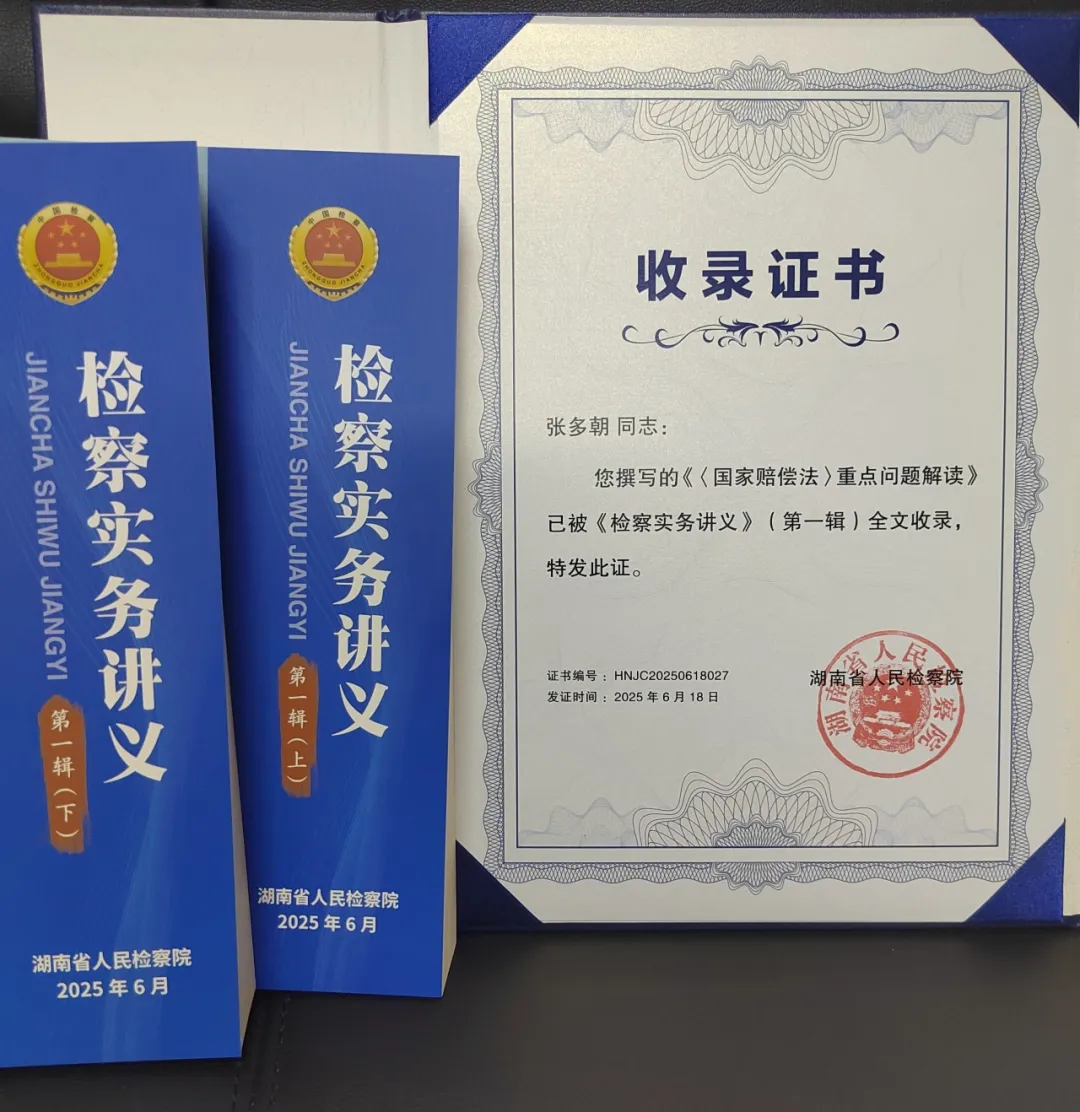 中国检察
ZHONGGUO JIANCHA
检察实务讲义
JIANCHA SHIWU JIANGYI
第一辑（下）
湖南省人民检察院
2025年6月
中国检察
ZHONGGUO JIANCHA
检察实务讲义
JIANCHA SHIWU JIANGYI
第一辑（上）
湖南省人民检察院
2025年6月
收录证书
张多朝 同志：
您撰写的《〈国家赔偿法〉重点问题解读》
已被《检察实务讲义》（第一辑）全文收录，
特发此证。
证书编号：HNJC20250618027
发证时间：2025年6月18日
湖南省人民检察院
湖南省人民检察院